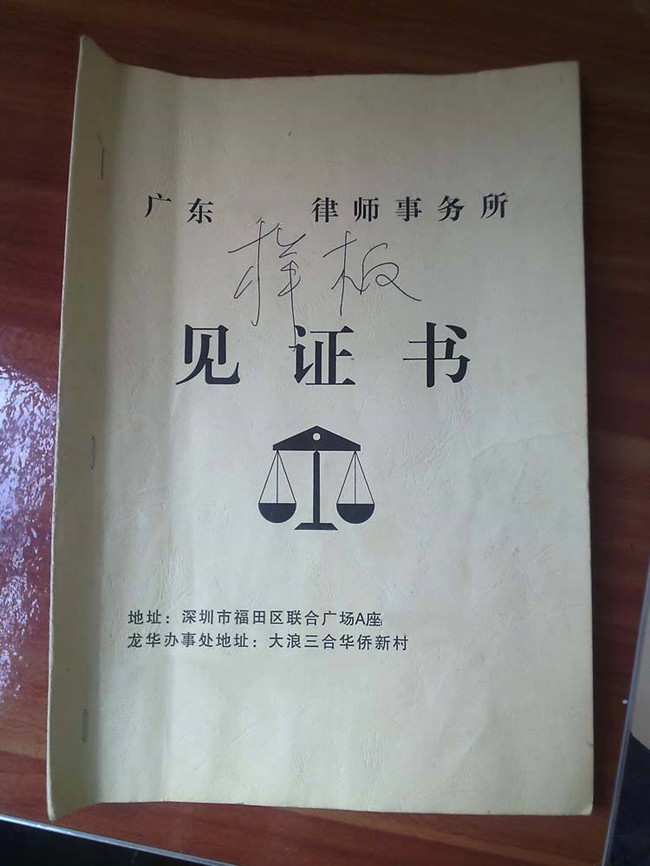 广东 律师事务所
样板
见证书
地址：深圳市福田区联合广场A座
龙华办事处地址：大浪三合华侨新村